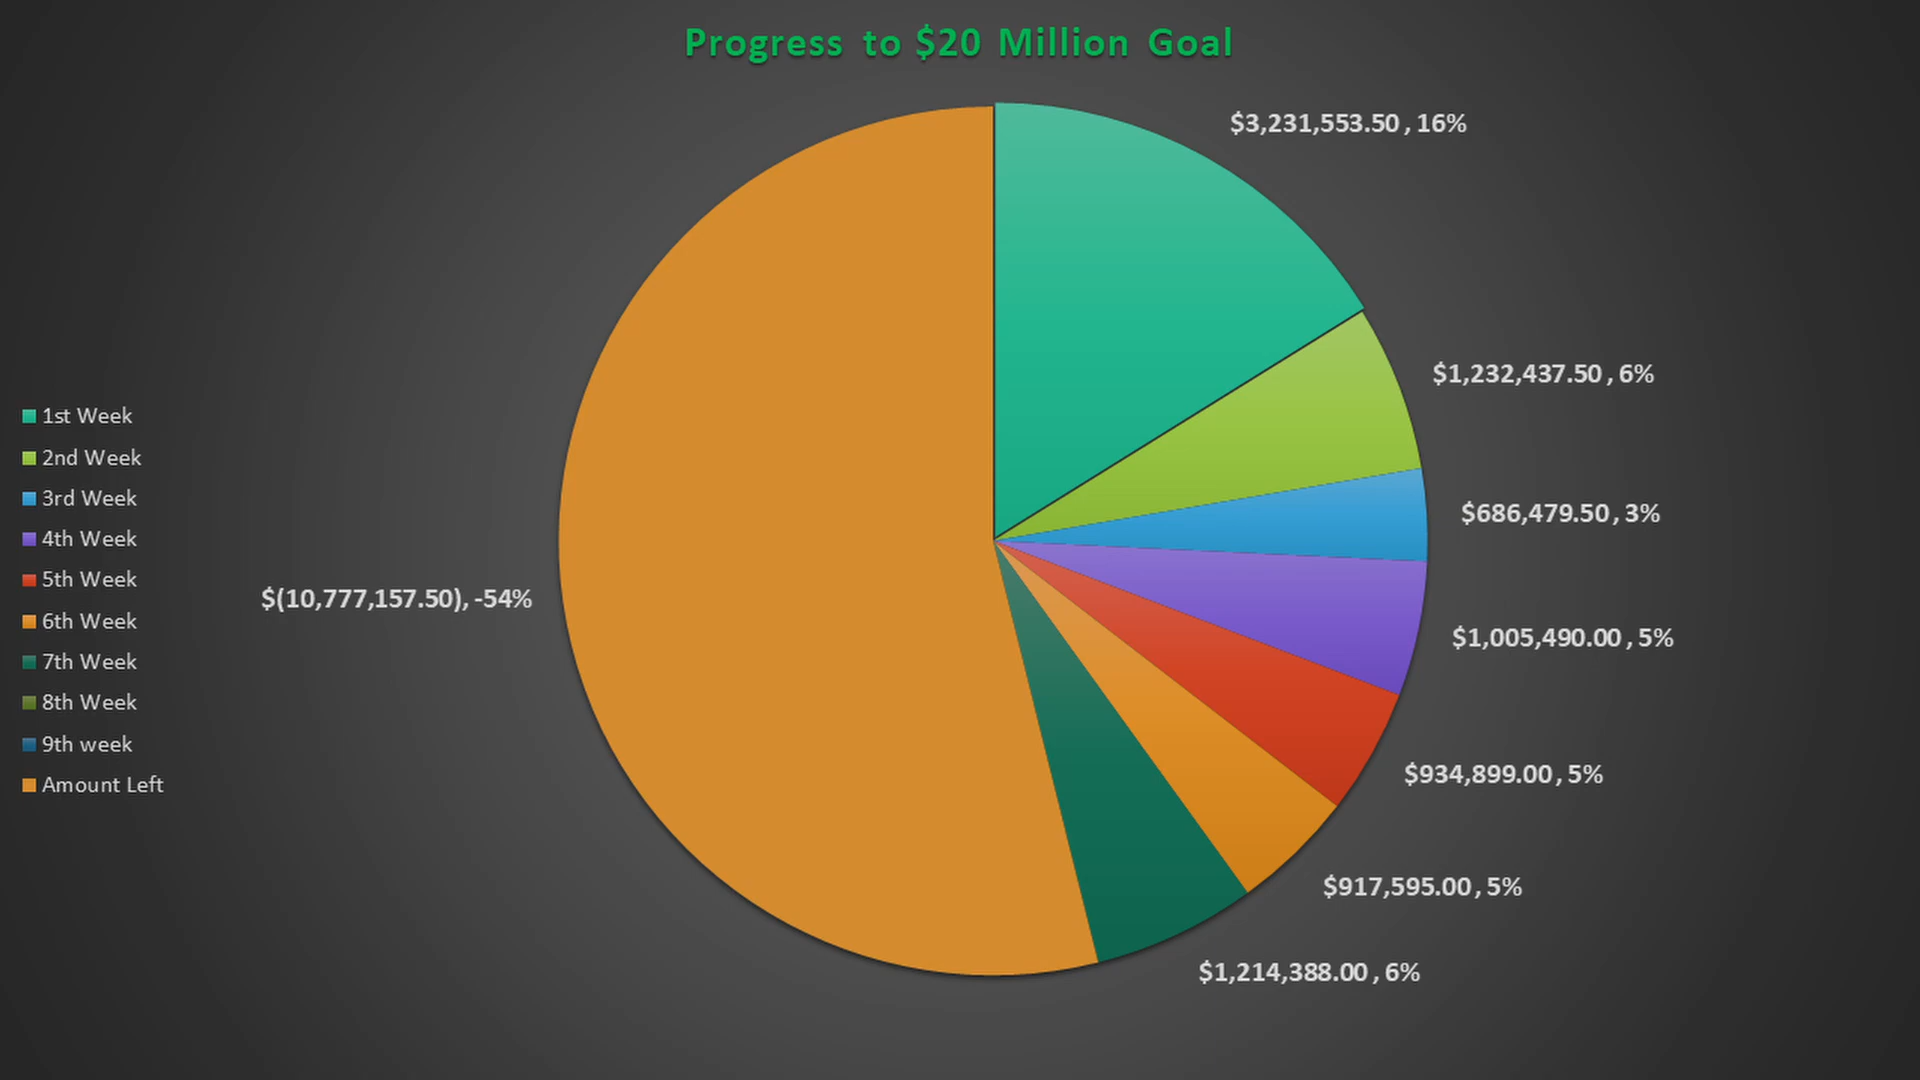 Progress to $20 Million Goal
$3,231,553.50 , 16%
$1,232,437.50 , 6%
$686,479.50 , 3%
$1,005,490.00 , 5%
$934,899.00 , 5%
$917,595.00 , 5%
$1,214,388.00 , 6%
$(10,777,157.50), -54%
1st Week
2nd Week
3rd Week
4th Week
5th Week
6th Week
7th Week
8th Week
9th week
Amount Left